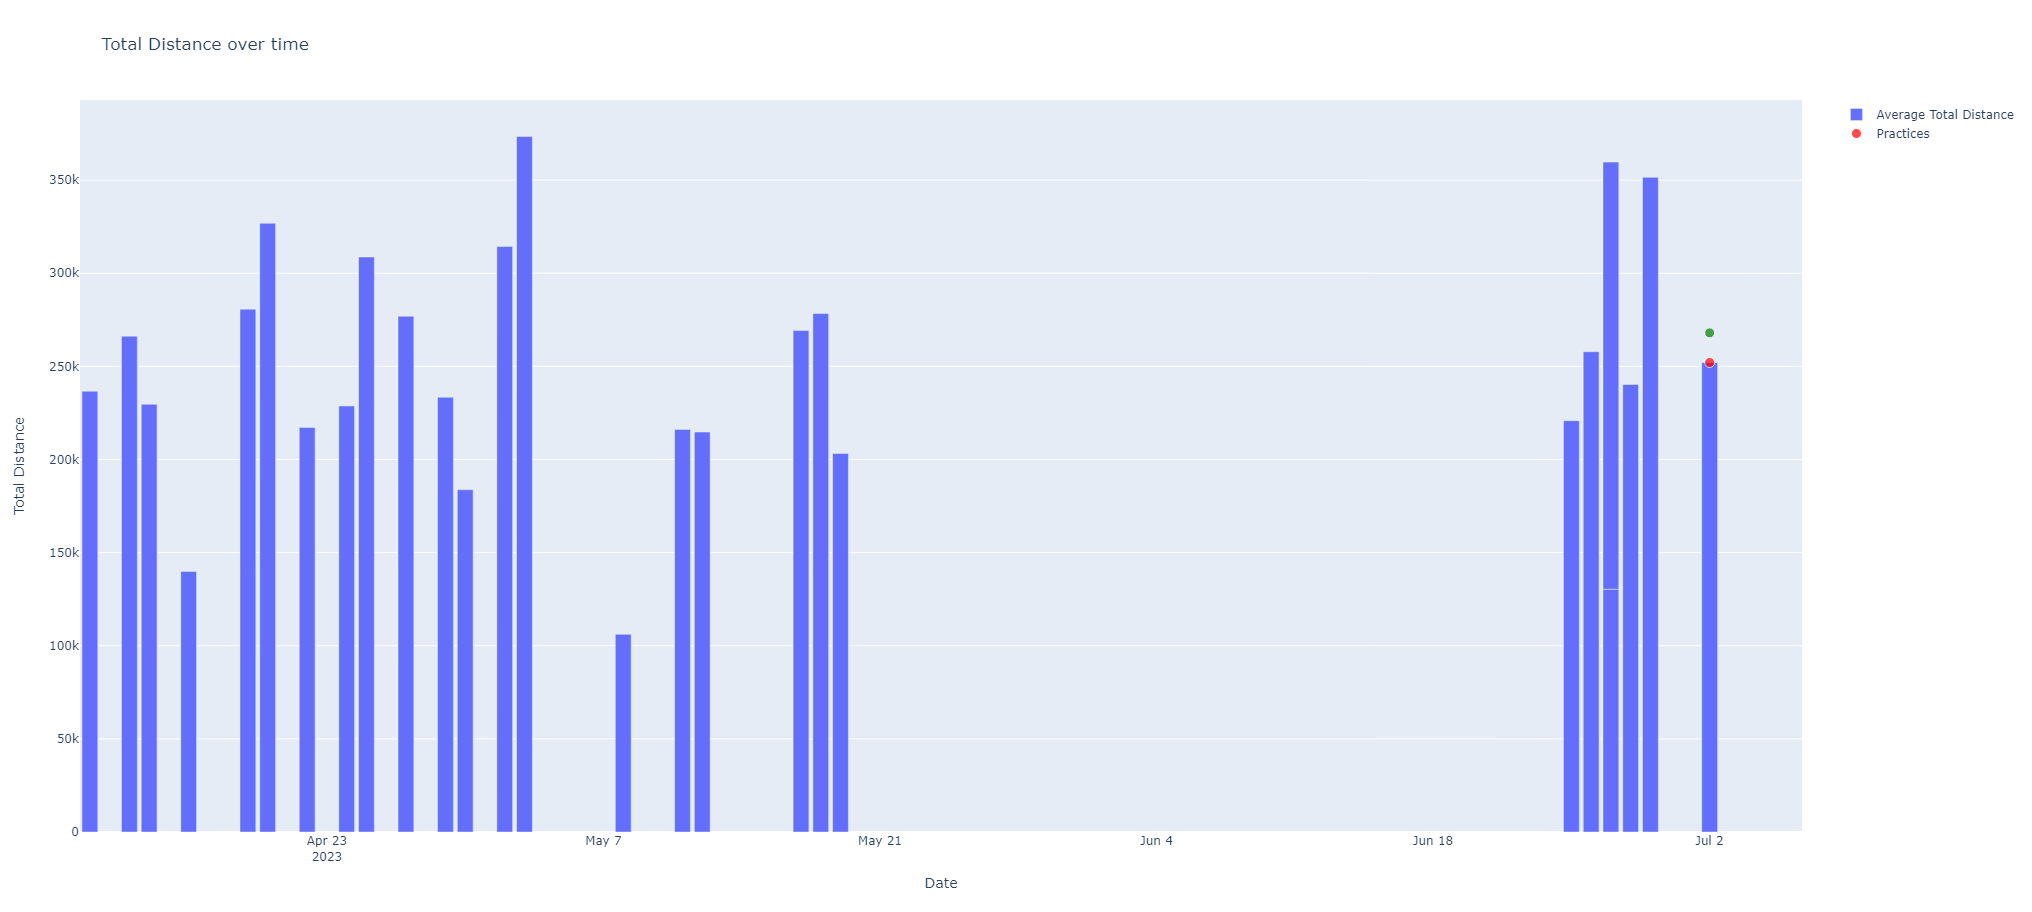 Total Distance over time
Average Total Distance
Practices
Total Distance
350k
300k
250k
200k
150k
100k
50k
0
Apr 23
2023
May 7
May 21
Jun 4
Jun 18
Jul 2
Date